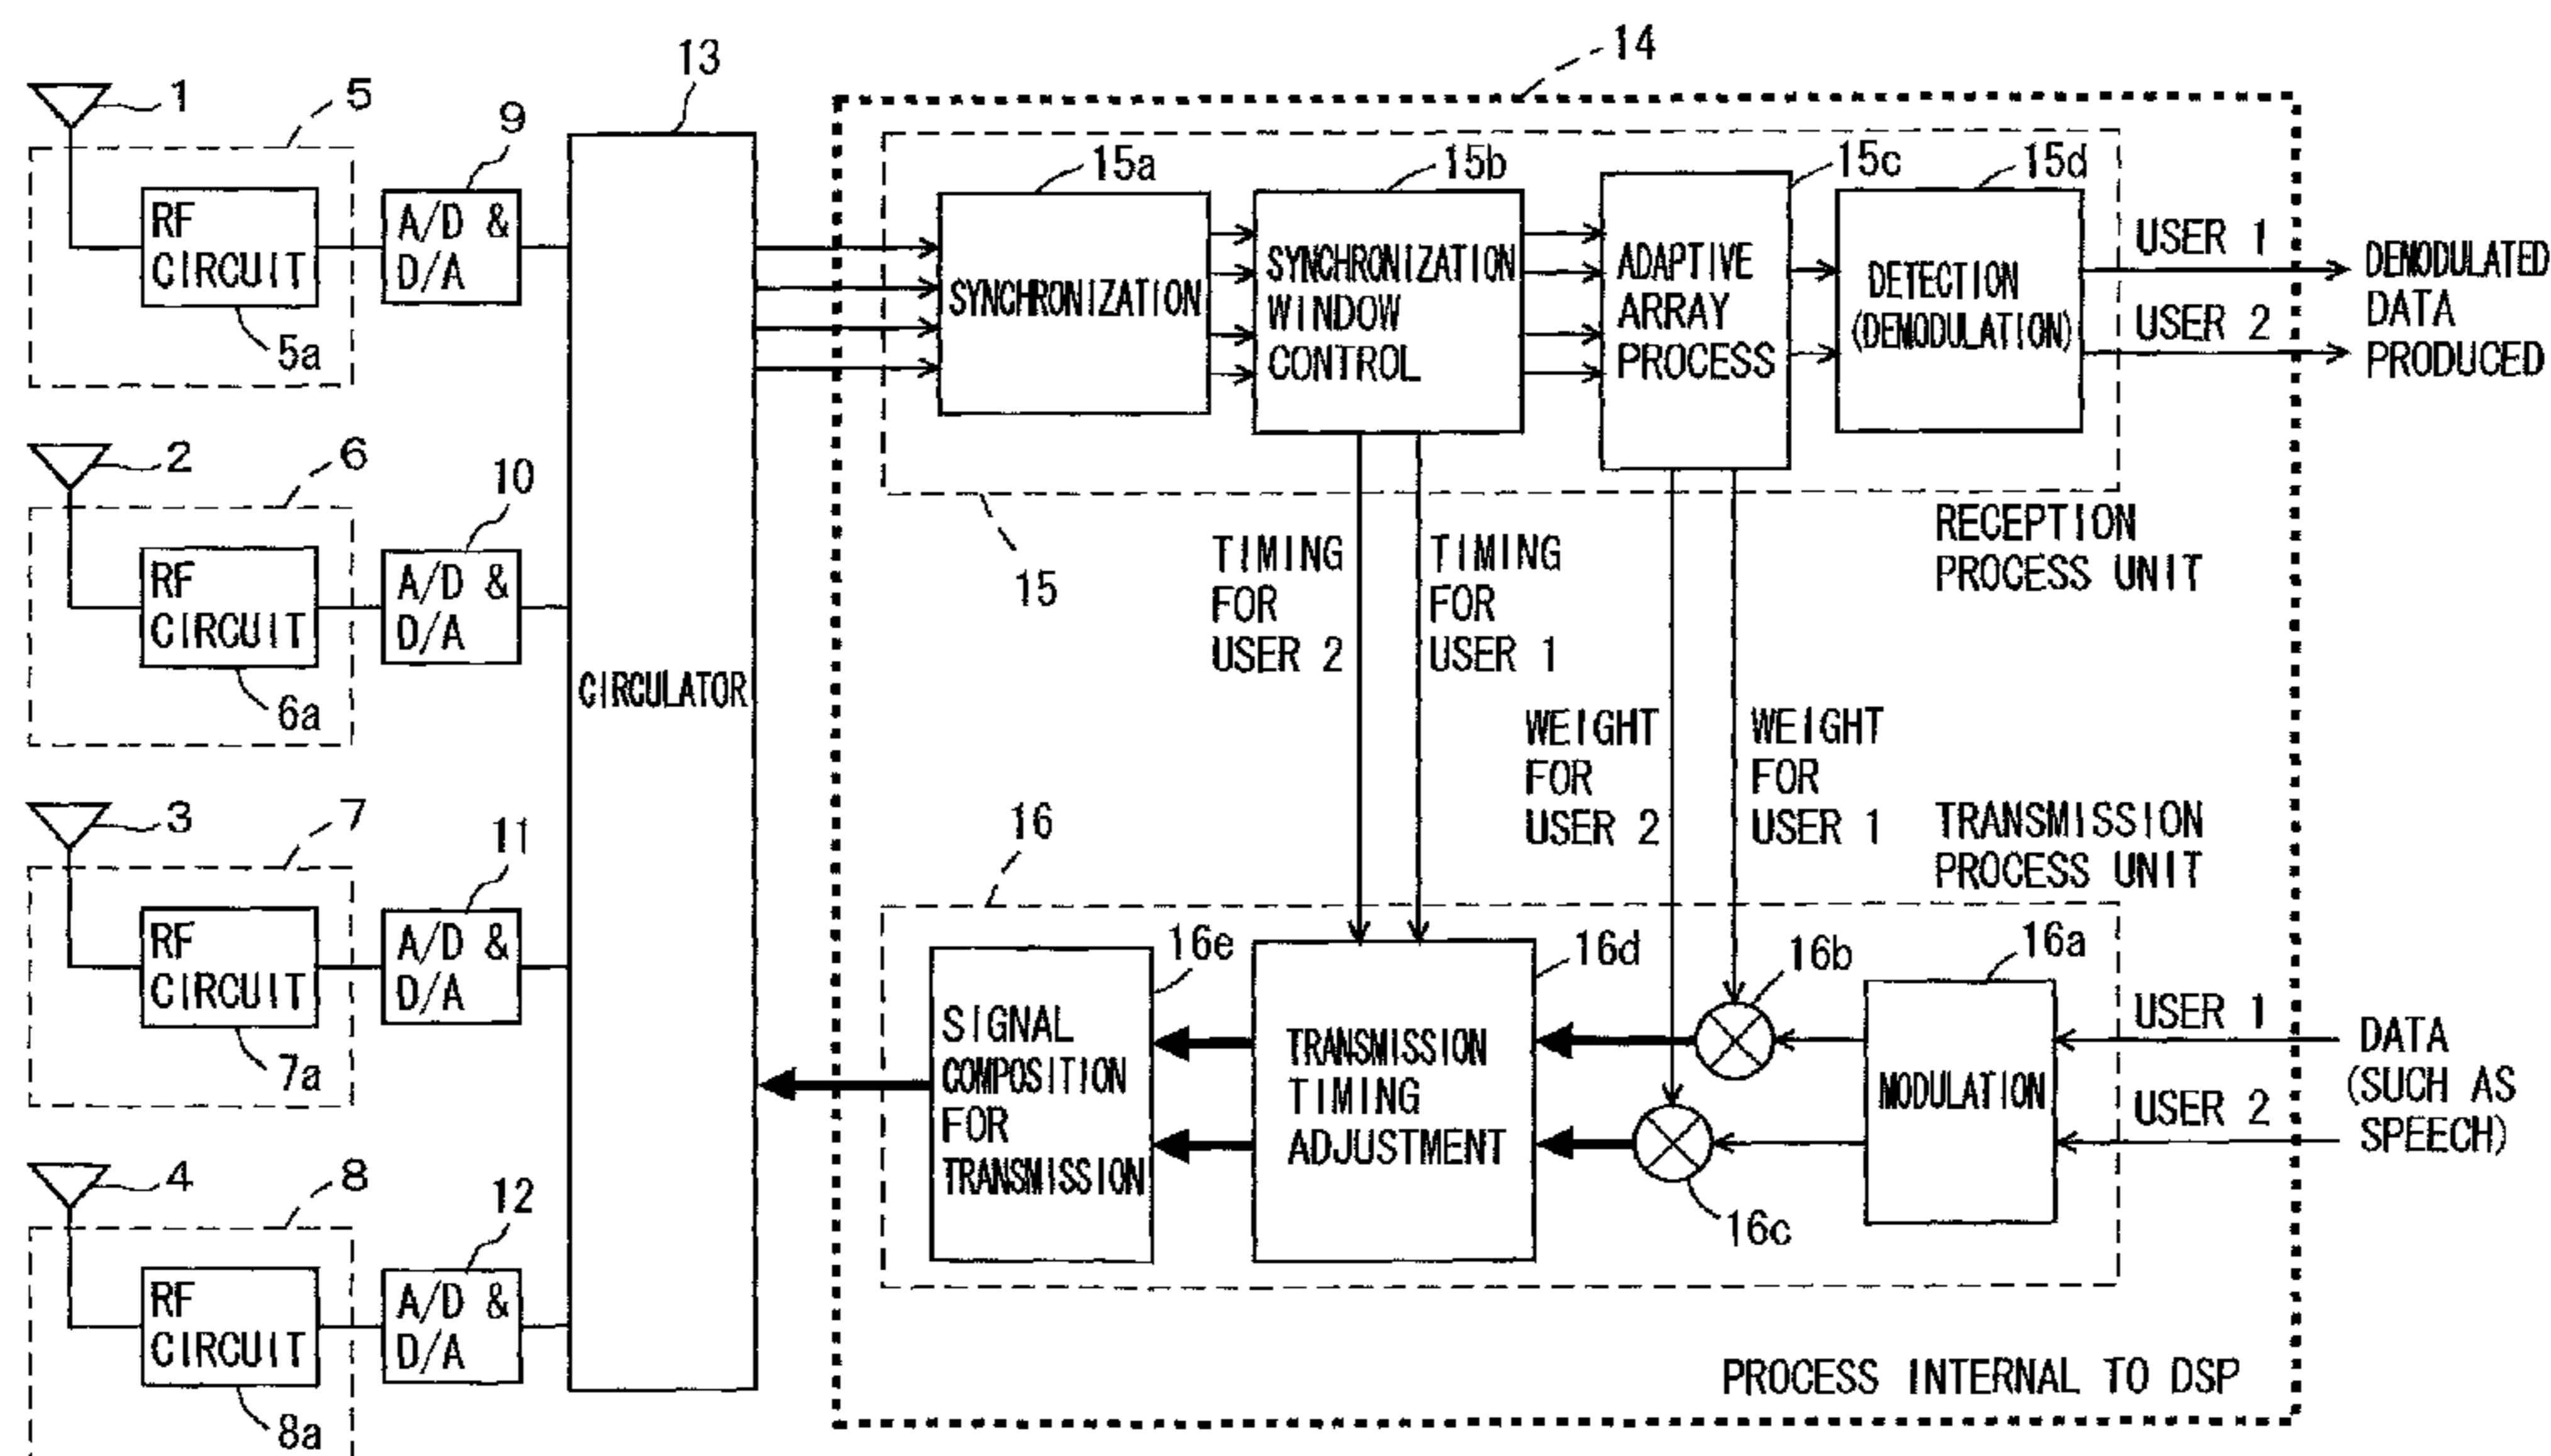 14
13
1
5
9
15a
15b
15c
15d
RF
CIRCUIT
A/D &
D/A
5a
SYNCHRONIZATION
SYNCHRONIZATION
WINDOW
CONTROL
ADAPTIVE
ARRAY
PROCESS
DETECTION
(DEMODULATION)
USER 1
USER 2
DEMODULATED
DATA
PRODUCED
2
6
10
RF
CIRCUIT
A/D &
D/A
6a
CIRCULATOR
15
RECEPTION
PROCESS UNIT
TIMING
FOR
USER 2
TIMING
FOR
USER 1
WEIGHT
FOR
USER 2
WEIGHT
FOR
USER 1
3
7
11
RF
CIRCUIT
A/D &
D/A
7a
16
TRANSMISSION
PROCESS UNIT
16e
16d
16b
16a
SIGNAL
COMPOSITION
FOR
TRANSMISSION
TRANSMISSION
TIMING
ADJUSTMENT
MODULATION
USER 1
USER 2
DATA
(SUCH AS
SPEECH)
16c
4
8
12
RF
CIRCUIT
A/D &
D/A
8a
PROCESS INTERNAL TO DSP